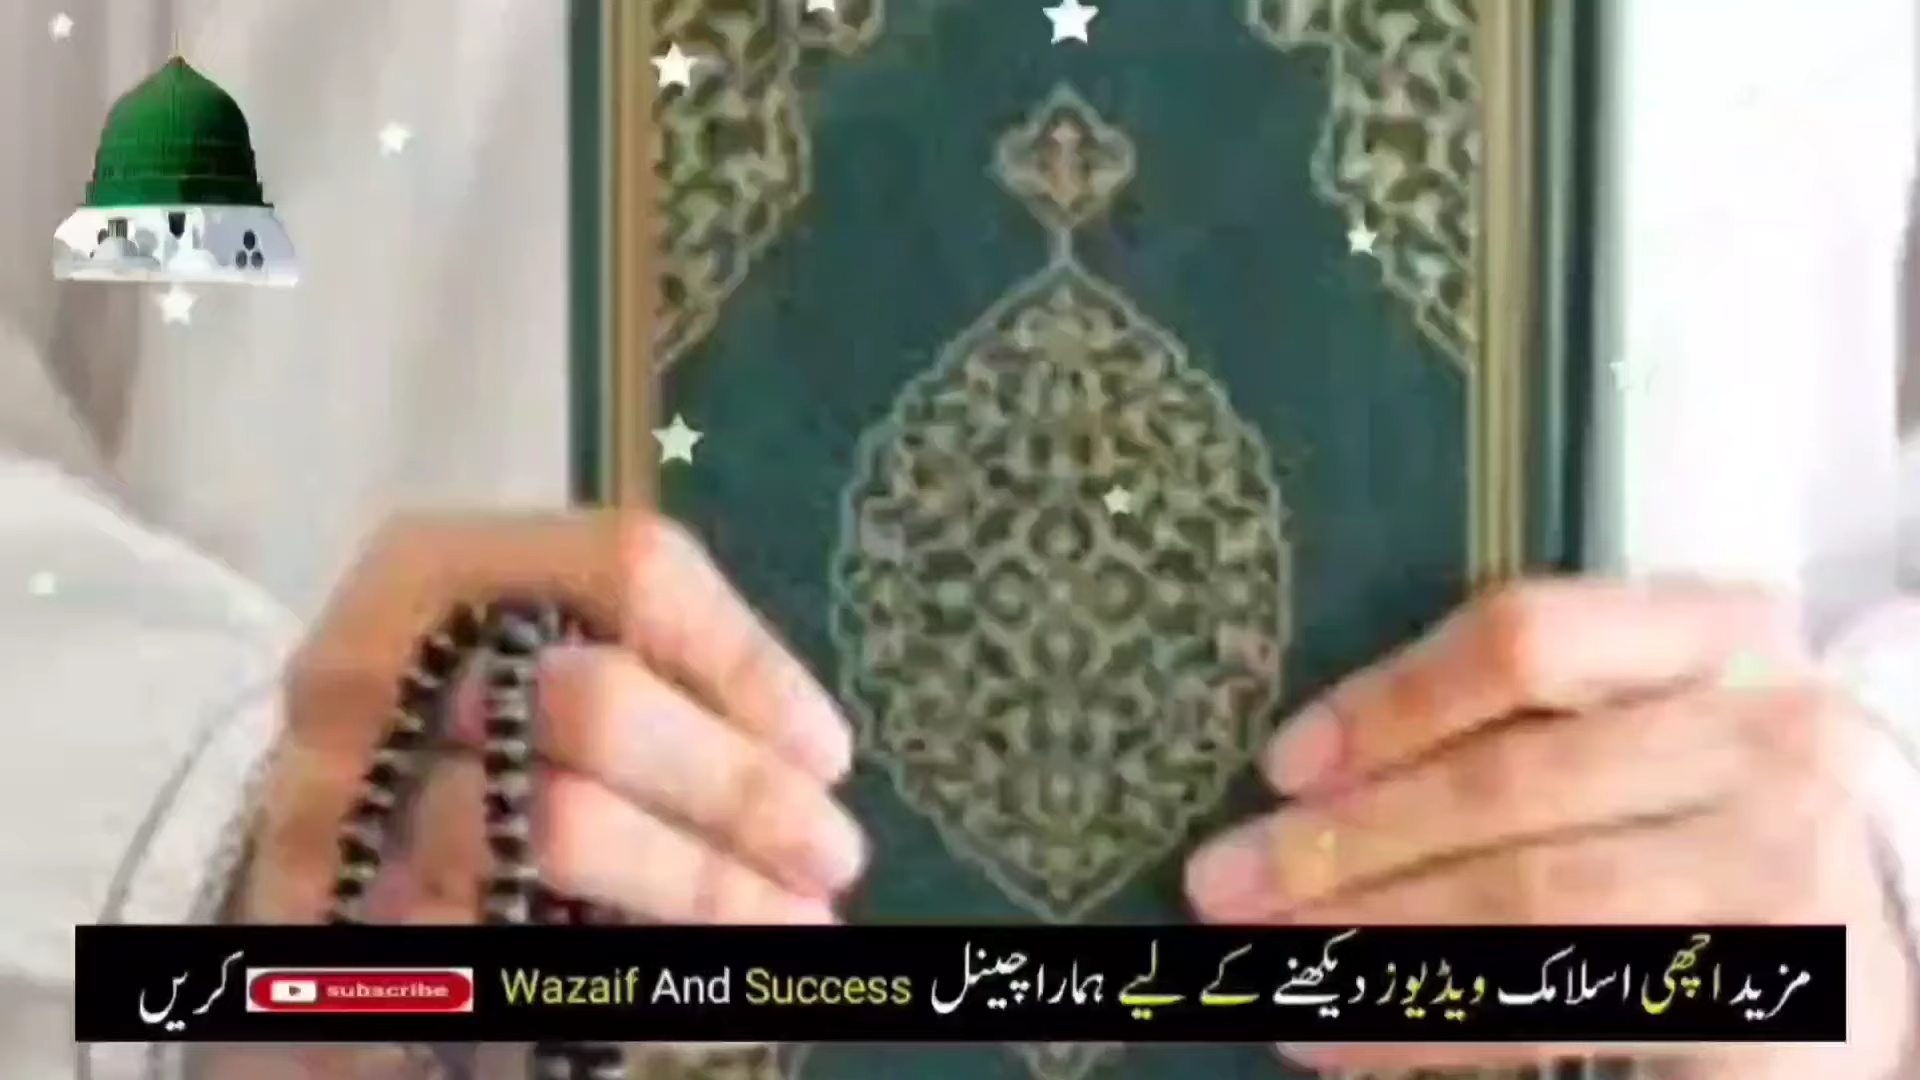 مزید اچھی اسلامک ویڈیوز دیکھنے کے لیے ہمارا چینل Wazaif And Success subscribe کریں